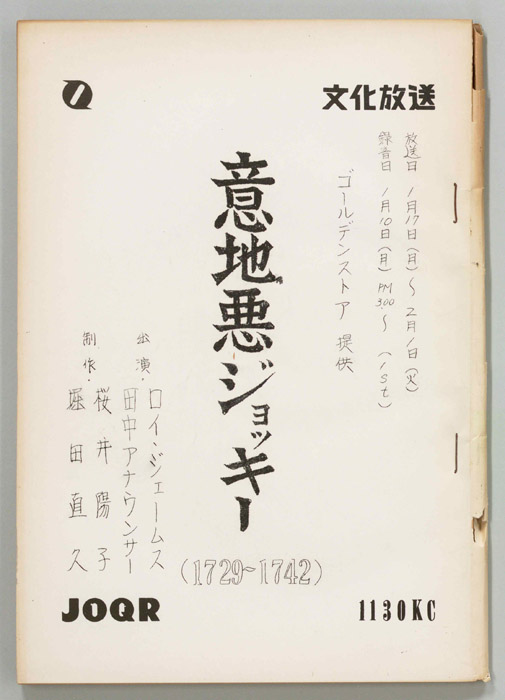 文化放送
放送日 1月17日(月)〜2月1日(火)
録音日 1月10日(月)PM 300〜 (1st)
ゴールデンストア 提供
意地悪ジョッキー
(1729~1742)
出演・ロイ・ジェームス
田中アナウンサー
制作・桜井陽子
堀田直久
JOQR
1130KC